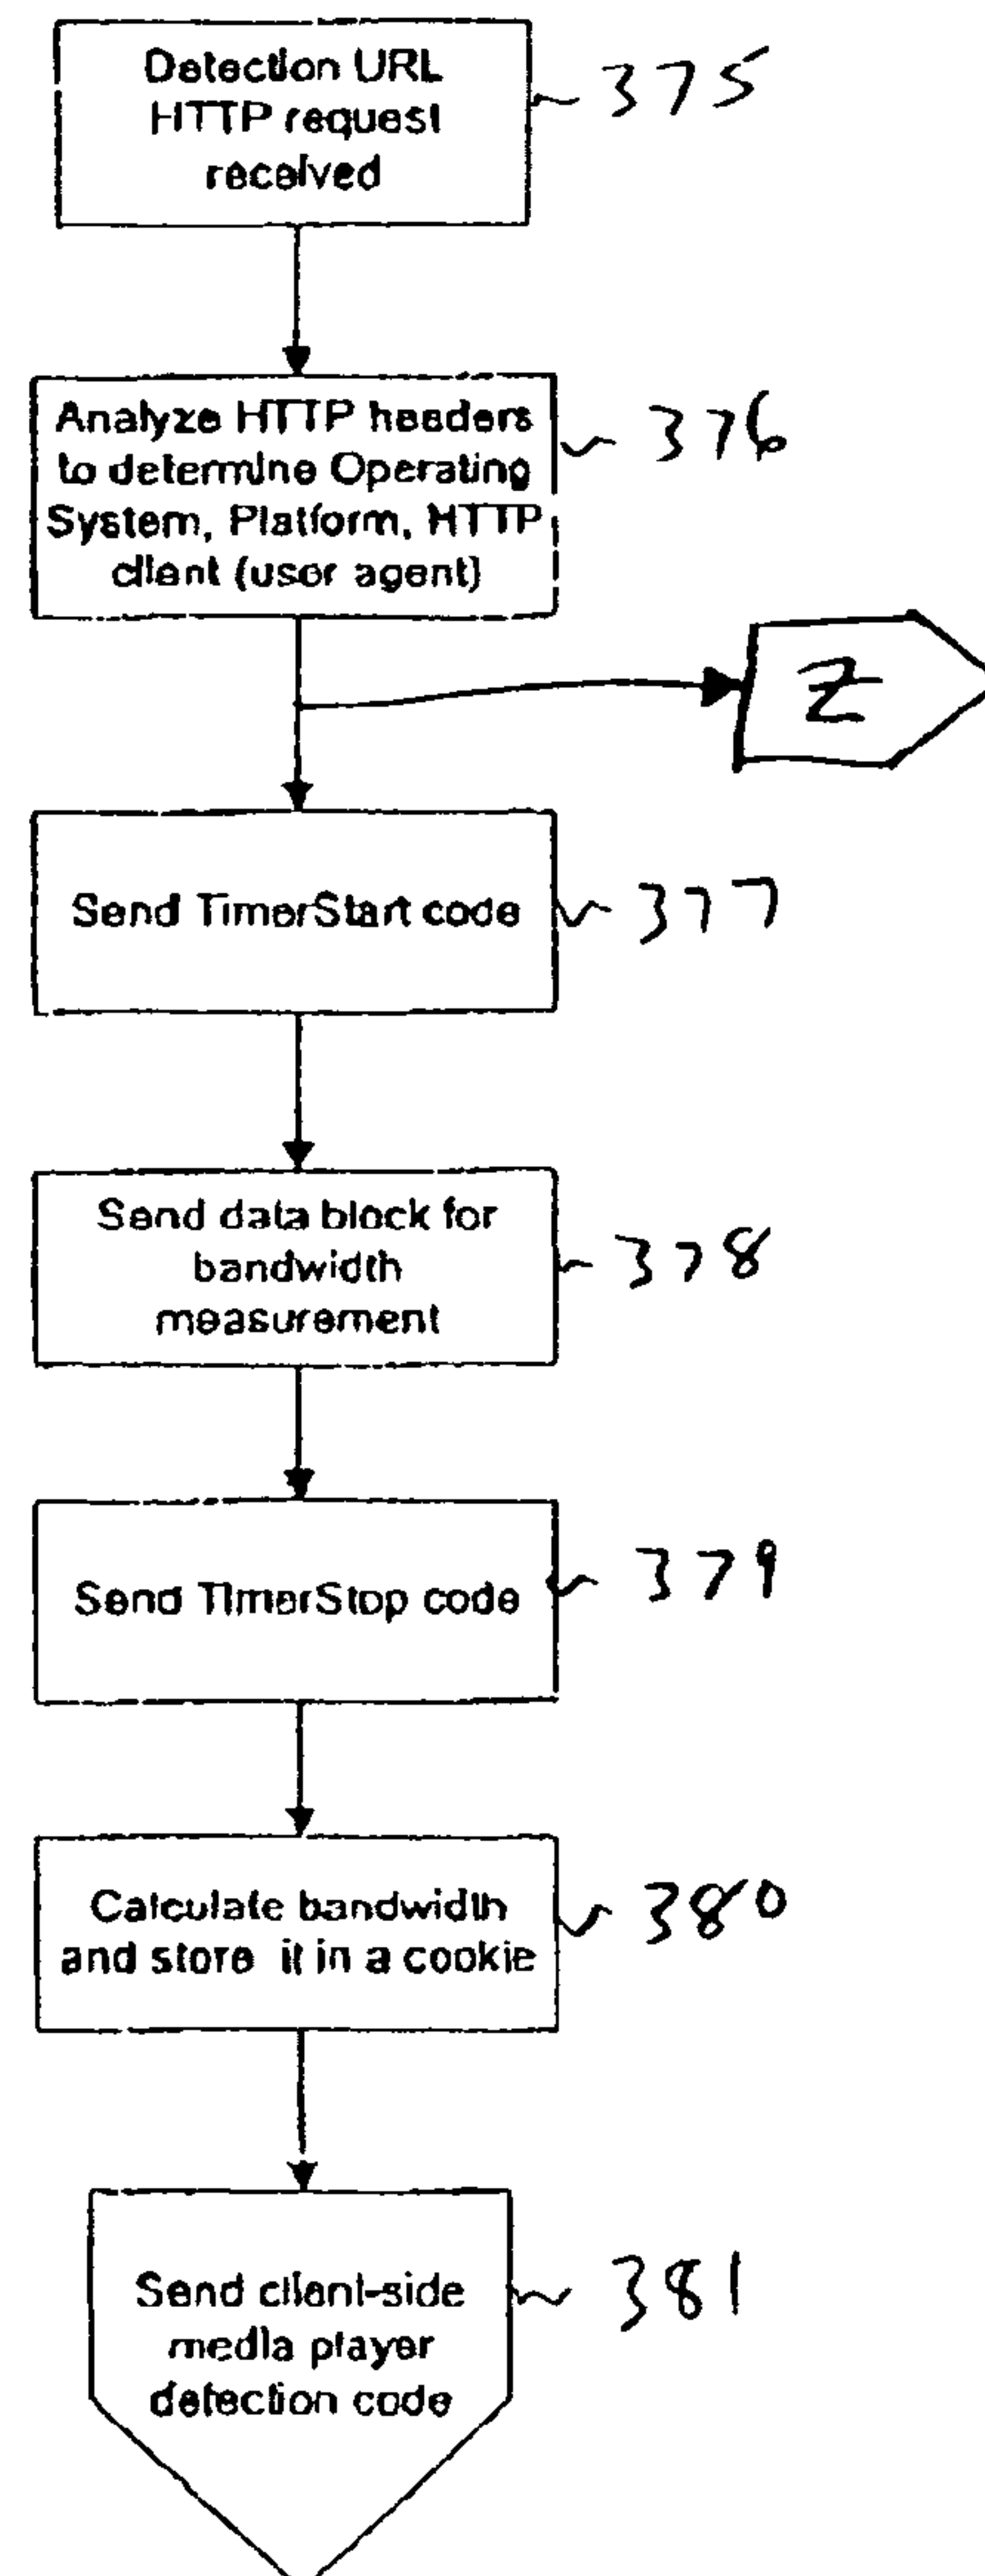 Detection URL
HTTP request
received
375
Analyze HTTP headers
to determine Operating
System, Platform, HTTP
client (user agent)
376
Z
Send TimerStart code
377
Send data block for
bandwidth
measurement
378
Send TimerStop code
379
Calculate bandwidth
and store it in a cookie
380
Send client-side
media player
detection code
381